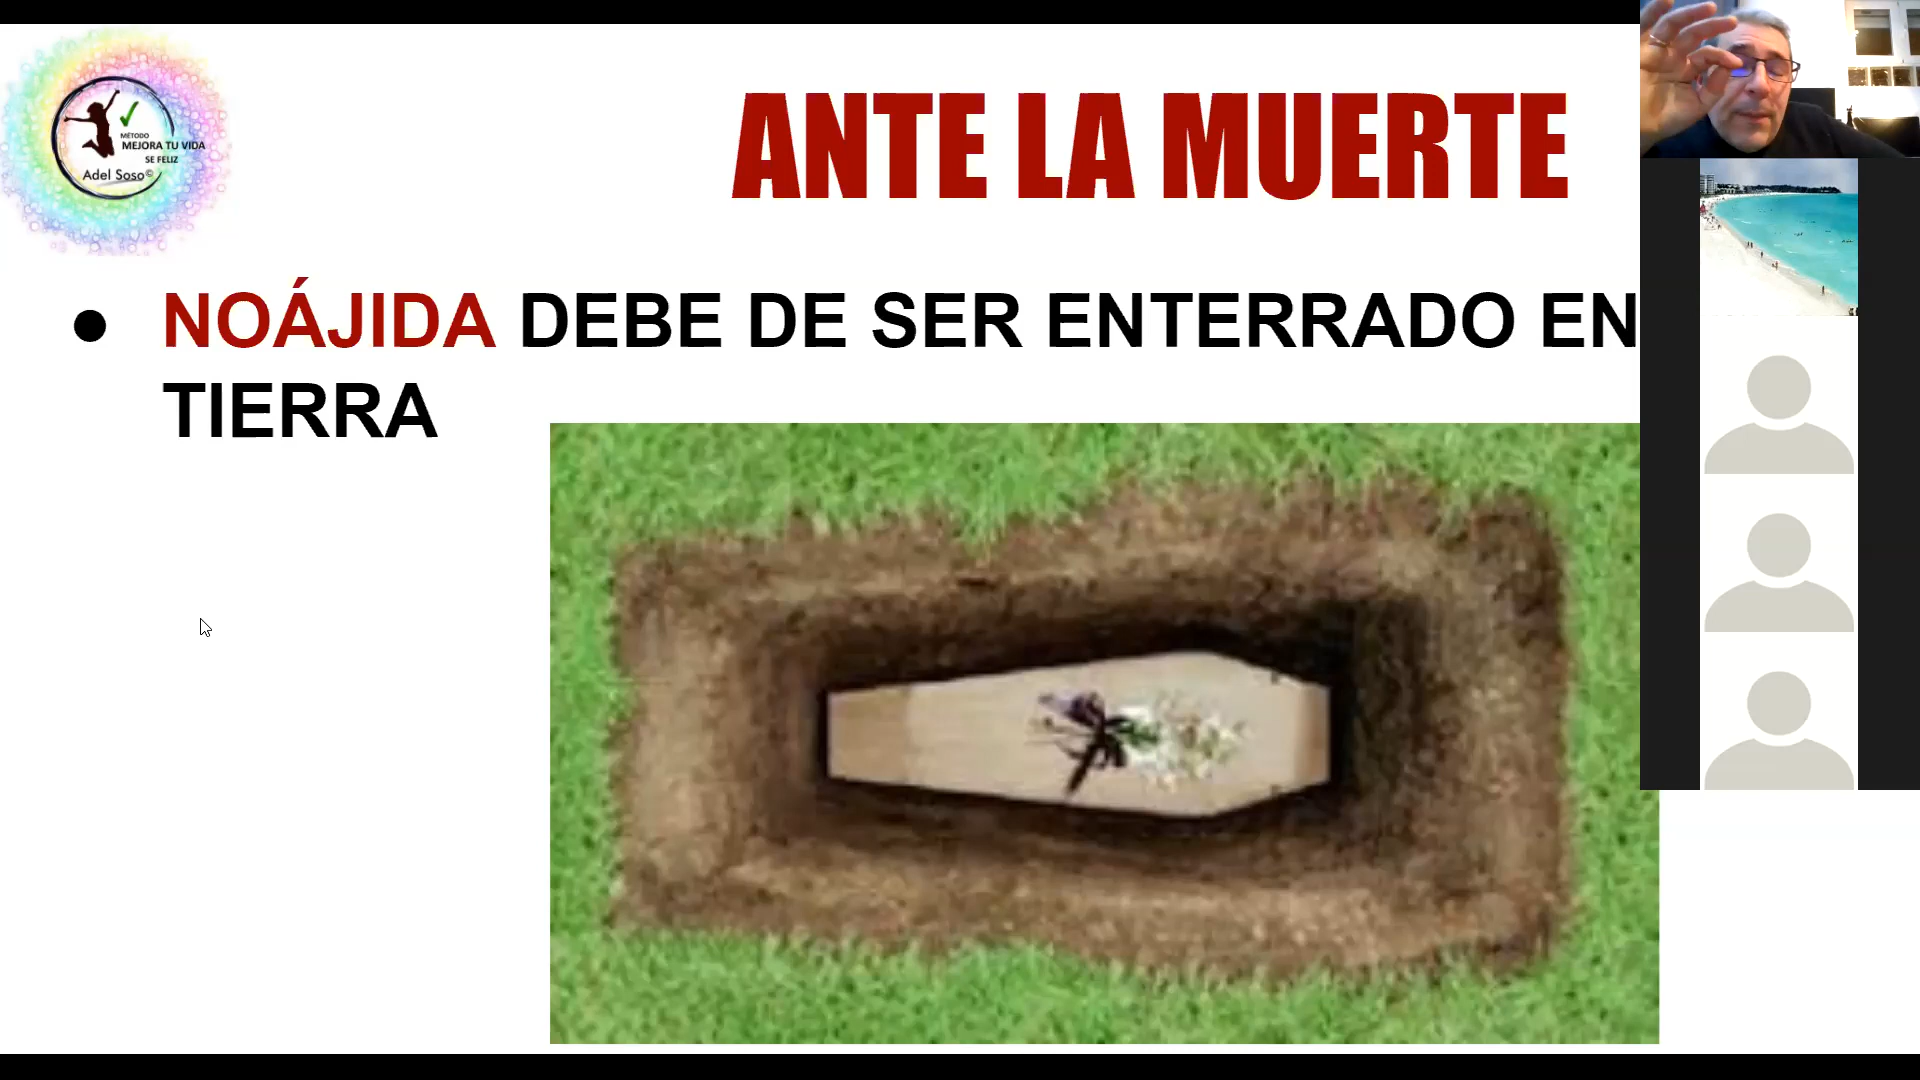 MÉTODO
MEJORA TU VIDA
SE FELIZ
Adel Soso©
ANTE LA MUERTE
● NOÁJIDA DEBE DE SER ENTERRADO EN
TIERRA